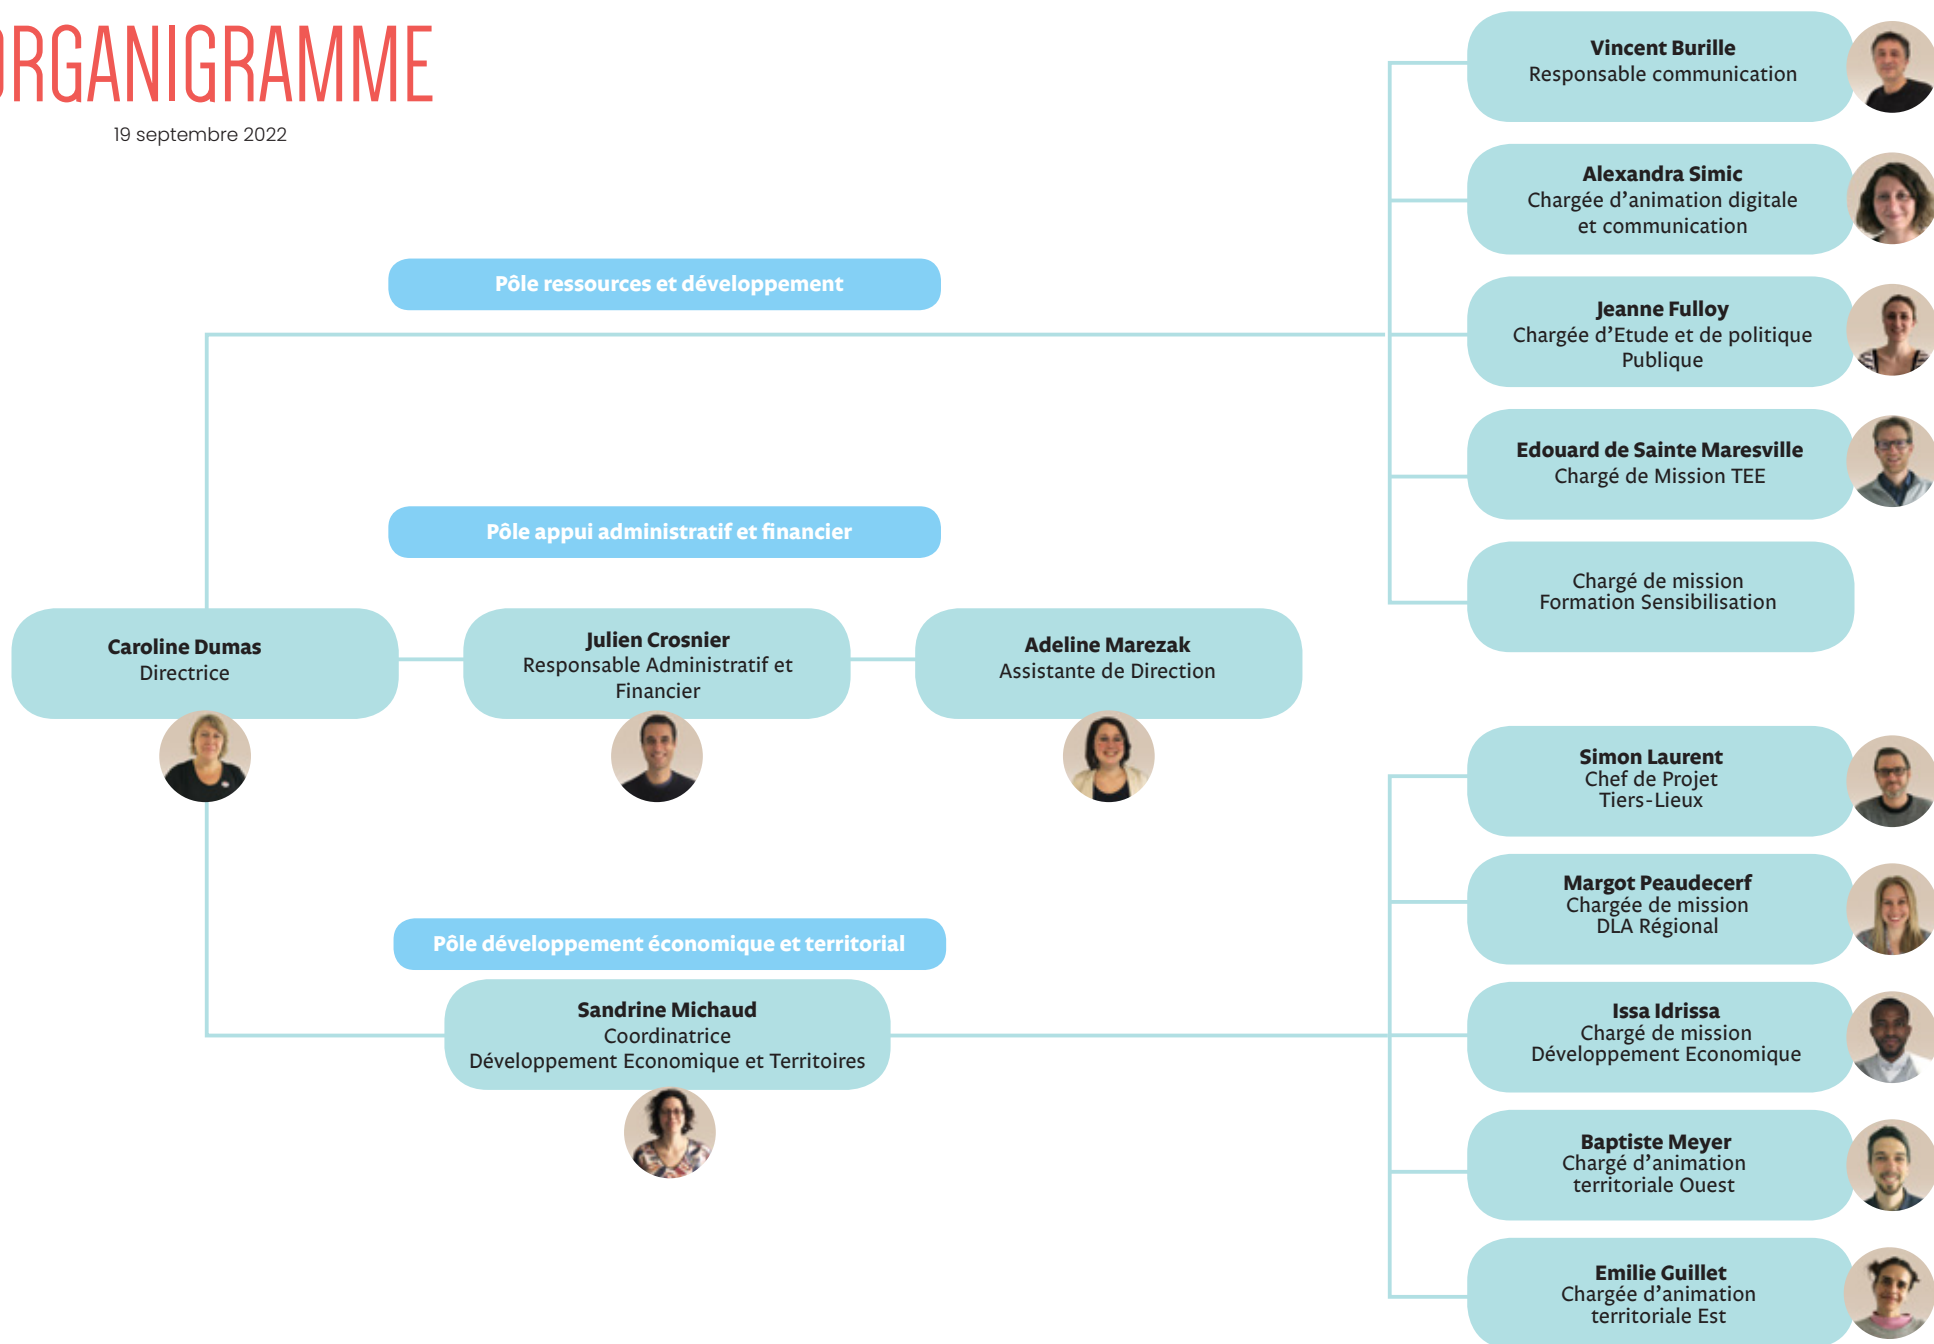 ORGANIGRAMME
19 septembre 2022
Vincent Burille
Responsable communication
Alexandra Simic
Chargée d'animation digitale
et communication
Pôle ressources et développement
Jeanne Fulloy
Chargée d'Etude et de politique
Publique
Edouard de Sainte Maresville
Chargé de Mission TEE
Pôle appui administratif et financier
Chargé de mission
Formation Sensibilisation
Caroline Dumas
Directrice
Julien Crosnier
Responsable Administratif et
Financier
Adeline Marezak
Assistante de Direction
Simon Laurent
Chef de Projet
Tiers-Lieux
Margot Peaudecerf
Chargée de mission
DLA Régional
Pôle développement économique et territorial
Sandrine Michaud
Coordinatrice
Développement Economique et Territoires
Issa Idrissa
Chargé de mission
Développement Economique
Baptiste Meyer
Chargé d'animation
territoriale Ouest
Emilie Guillet
Chargée d'animation
territoriale Est